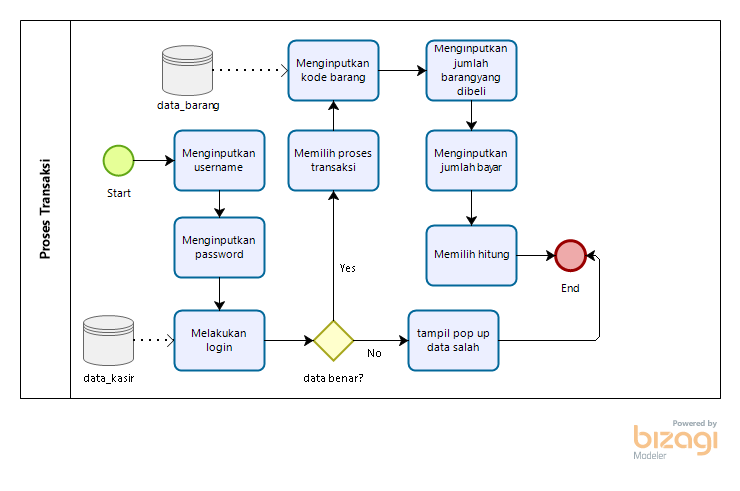 Proses Transaksi
data_barang
Menginputkan
kode barang
Menginputkan
jumlah
barangyang
dibeli
Start
Menginputkan
username
Memilih proses
transaksi
Menginputkan
jumlah bayar
Menginputkan
password
Yes
Memilih hitung
End
data_kasir
Melakukan
login
data benar?
No
tampil pop up
data salah
Powered by
bizagi
Modeler